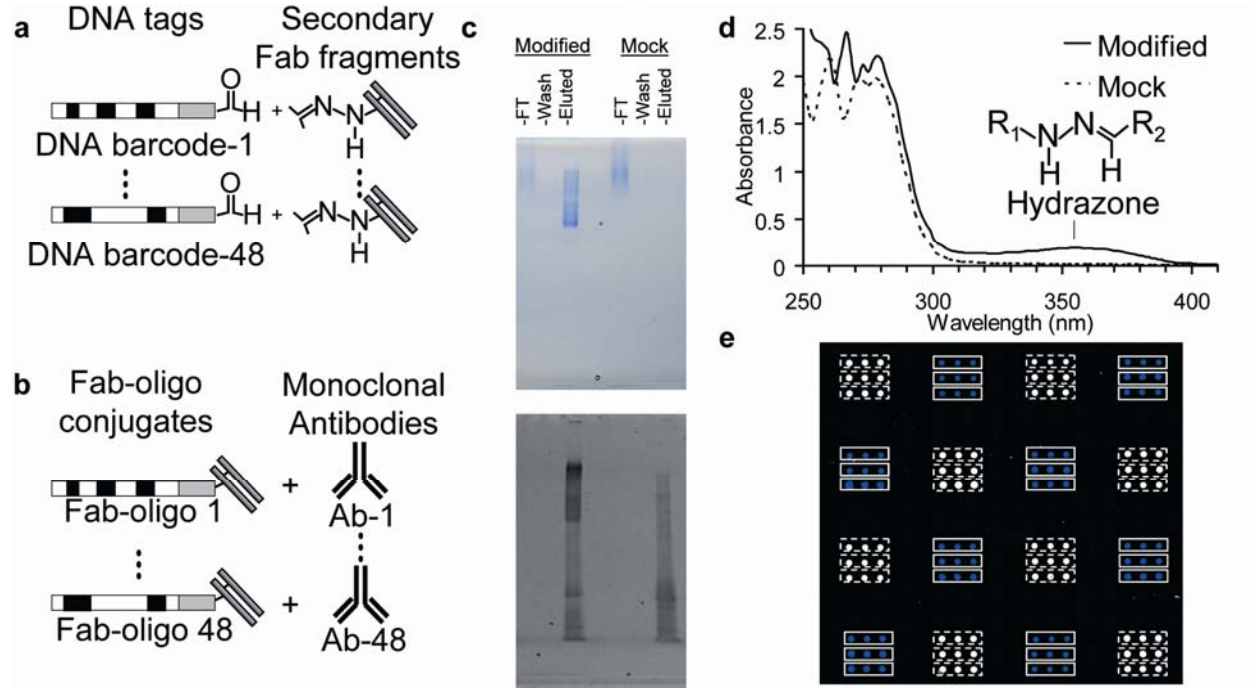 a
DNA tags
Secondary
Fab fragments
O
H
+
N
N
H
DNA barcode-1
O
H
+
N
N
H
DNA barcode-48
b
Fab-oligo
conjugates
Monoclonal
Antibodies
+
Fab-oligo 1
Ab-1
+
Fab-oligo 48
Ab-48
c
Modified
Mock
-FT
-Wash
-Eluted
-FT
-Wash
-Eluted
d
2.5
2
1.5
1
0.5
0
Absorbance
250
300
350
400
Wavelength (nm)
Modified
Mock
R1
N
N
R2
H
H
Hydrazone
e